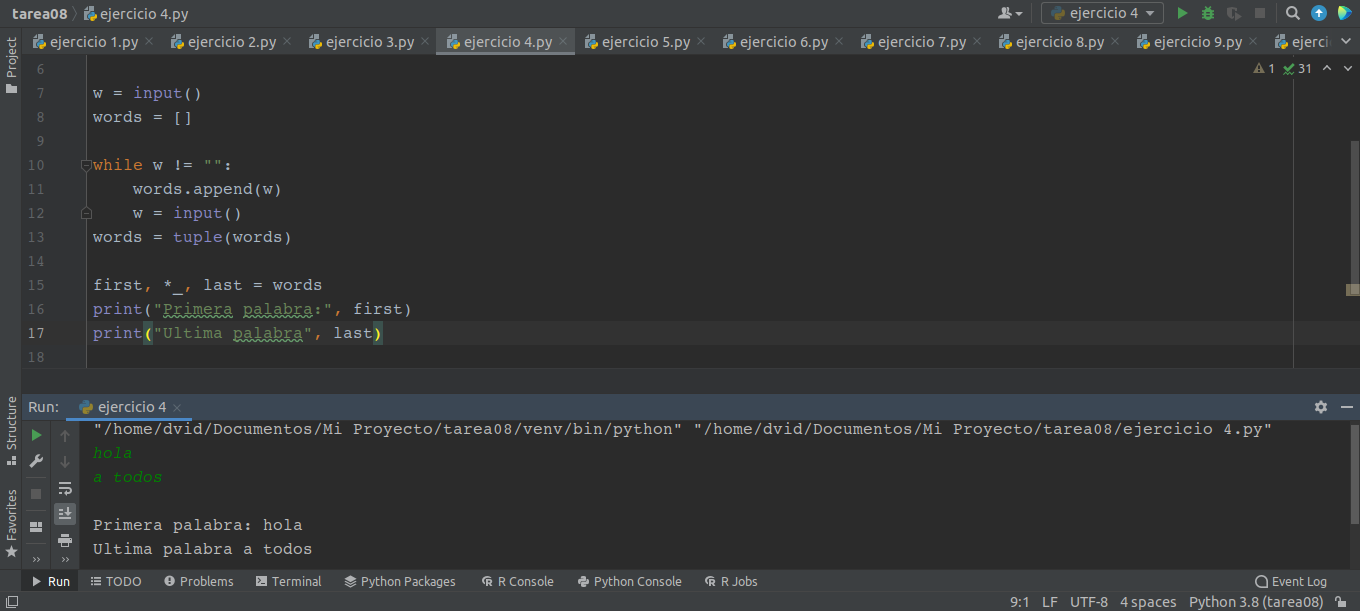 tarea08 ejercicio 4.py ejercicio 4
ejercicio 1.py ejercicio 2.py ejercicio 3.py ejercicio 4.py ejercicio 5.py ejercicio 6.py ejercicio 7.py ejercicio 8.py ejercicio 9.py ejerci
Project
6
1 31
7 w = input()
8 words = []
9
10 while w != "":
11 words.append(w)
12 w = input()
13 words = tuple(words)
14
15 first, *_, last = words
16 print("Primera palabra:", first)
17 print("Ultima palabra", last)
18
Structure
Favorites
Run: ejercicio 4
"/home/dvid/Documentos/Mi Proyecto/tarea08/venv/bin/python" "/home/dvid/Documentos/Mi Proyecto/tarea08/ejercicio 4.py"
hola
a todos
Primera palabra: hola
Ultima palabra a todos
Run TODO Problems Terminal Python Packages R Console Python Console R Jobs Event Log
9:1 LF UTF-8 4 spaces Python 3.8 (tarea08)